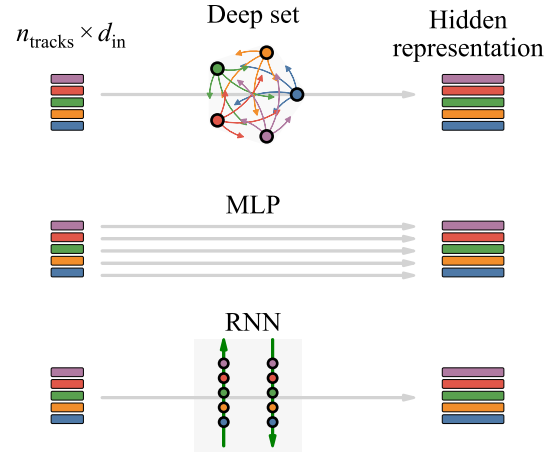 n_tracks × d_in
Deep set
Hidden
representation
MLP
RNN